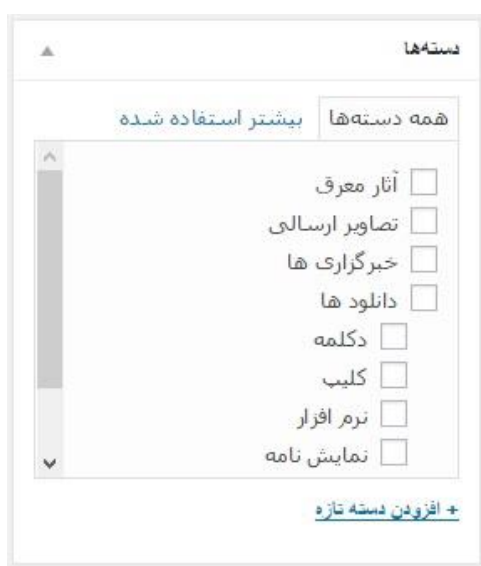 دسته‌ها
همه دسته‌ها بیشتر استفاده شده
آثار معرق
تصاویر ارسالی
خبرگزاری ها
دانلود ها
دکلمه
کلیپ
نرم افزار
نمایش نامه
+ افزودن دسته تازه